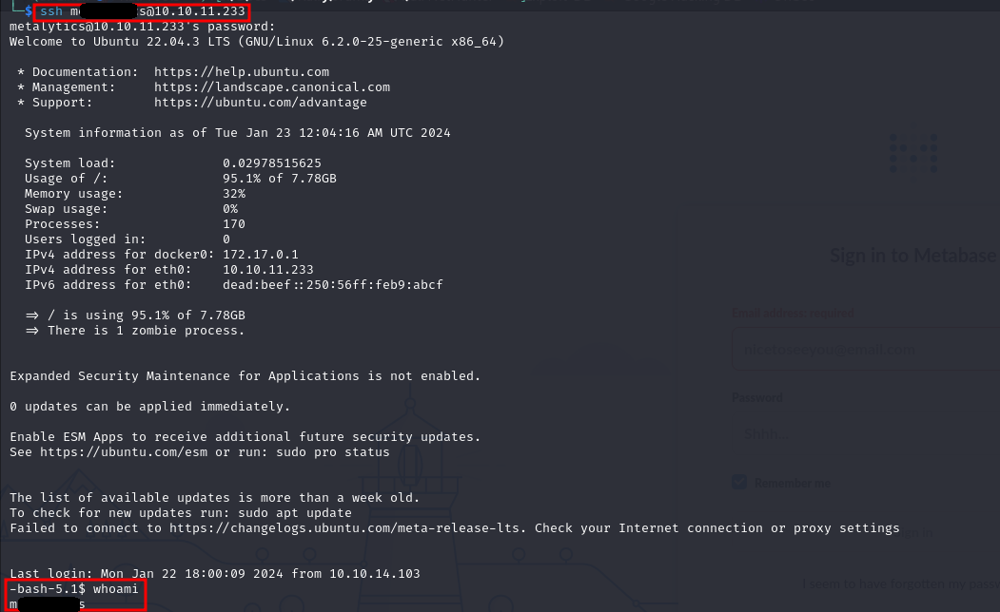 $ ssh m s@10.10.11.233
metalytics@10.10.11.233's password:
Welcome to Ubuntu 22.04.3 LTS (GNU/Linux 6.2.0-25-generic x86_64)
* Documentation: https://help.ubuntu.com
* Management: https://landscape.canonical.com
* Support: https://ubuntu.com/advantage
System information as of Tue Jan 23 12:04:16 AM UTC 2024
System load: 0.02978515625
Usage of /: 95.1% of 7.78GB
Memory usage: 32%
Swap usage: 0%
Processes: 170
Users logged in: 0
IPv4 address for docker0: 172.17.0.1
IPv4 address for eth0: 10.10.11.233
IPv6 address for eth0: dead:beef::250:56ff:feb9:abcf
=> / is using 95.1% of 7.78GB
=> There is 1 zombie process.
Expanded Security Maintenance for Applications is not enabled.
0 updates can be applied immediately.
Enable ESM Apps to receive additional future security updates.
See https://ubuntu.com/esm or run: sudo pro status
The list of available updates is more than a week old.
To check for new updates run: sudo apt update
Failed to connect to https://changelogs.ubuntu.com/meta-release-lts. Check your Internet connection or proxy settings
Last login: Mon Jan 22 18:00:09 2024 from 10.10.14.103
-bash-5.1$ whoami
m s
Sign in to Metabase
Email address: required
Password
Shhh...
Remember me
I seem to have forgotten my